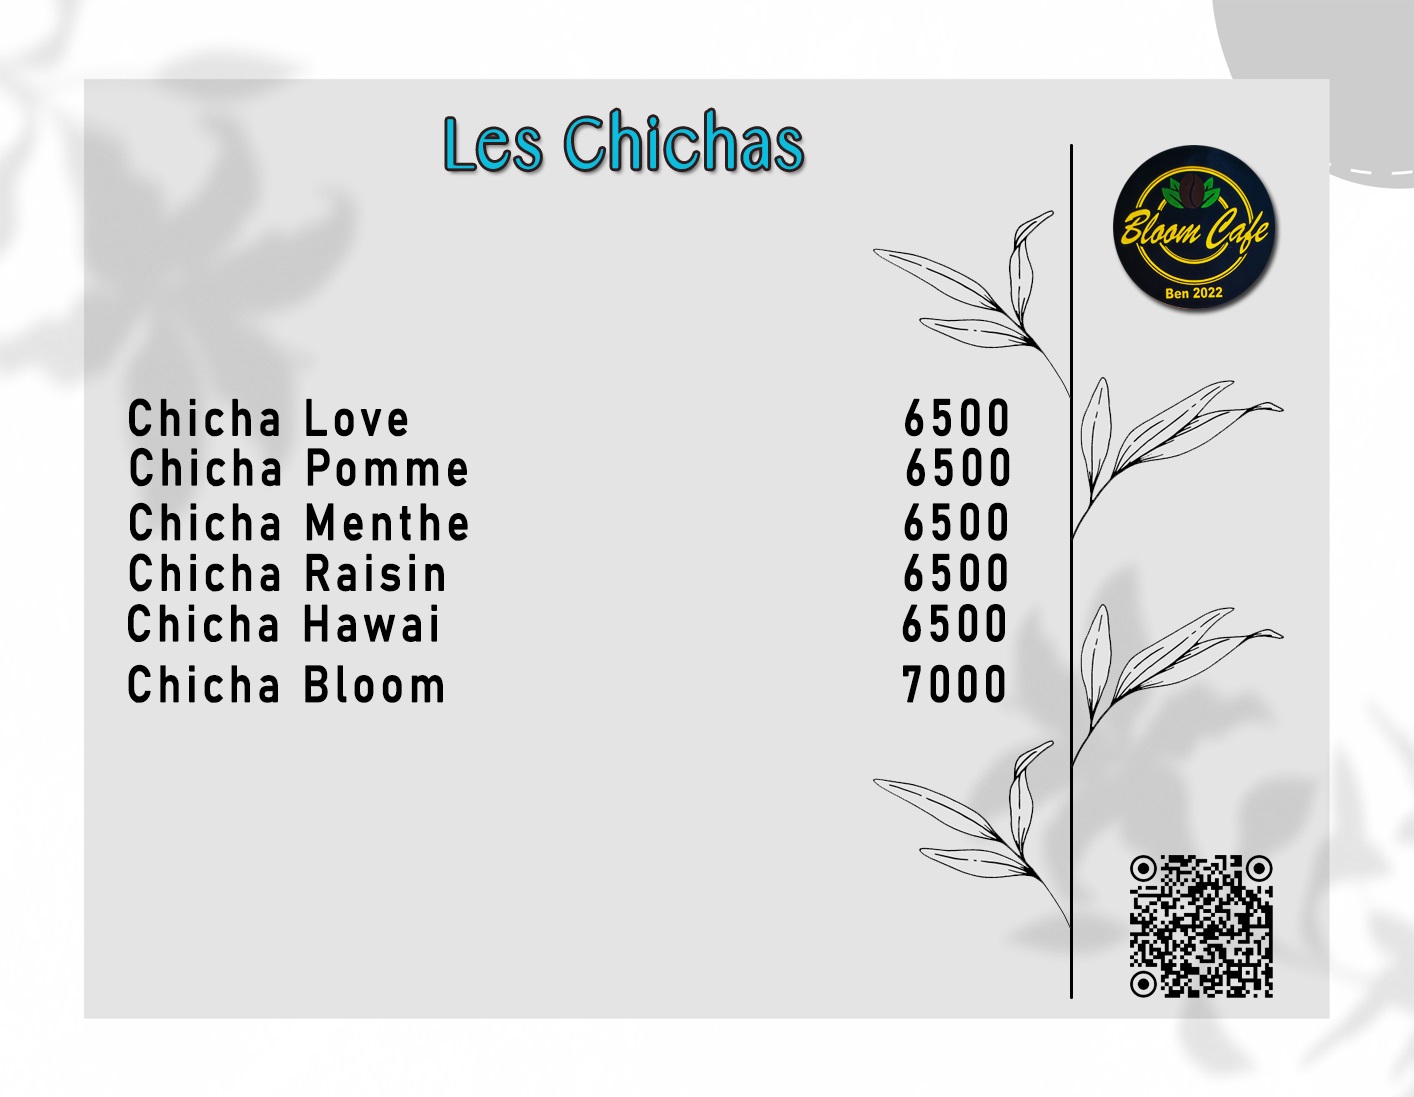 Les Chichas
Bloom Cafe
Ben 2022
Chicha Love 6500
Chicha Pomme 6500
Chicha Menthe 6500
Chicha Raisin 6500
Chicha Hawai 6500
Chicha Bloom 7000